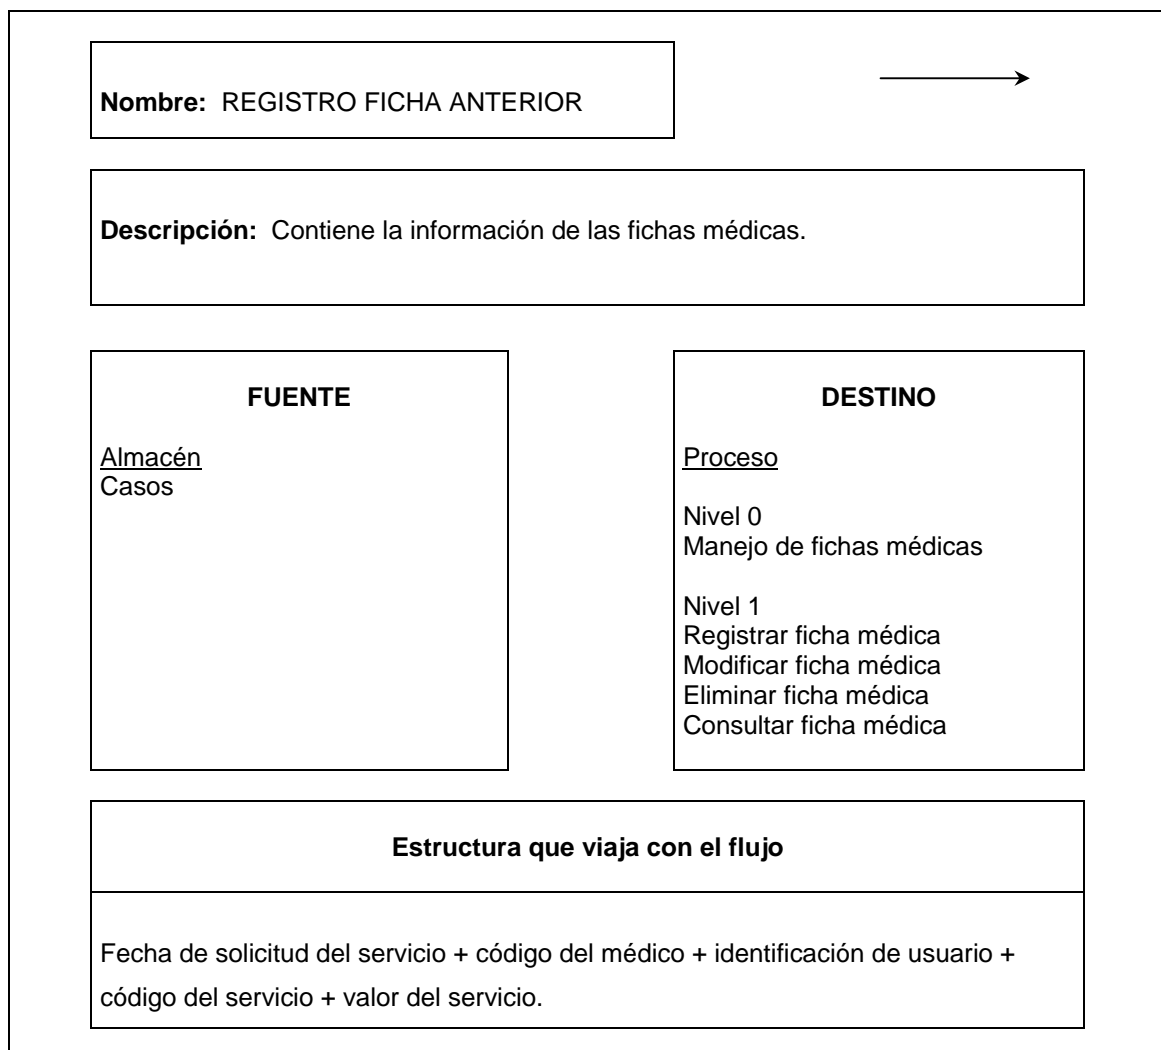 Nombre: REGISTRO FICHA ANTERIOR
Descripción: Contiene la información de las fichas médicas.
FUENTE
Almacén
Casos
DESTINO
Proceso
Nivel 0
Manejo de fichas médicas
Nivel 1
Registrar ficha médica
Modificar ficha médica
Eliminar ficha médica
Consultar ficha médica
Estructura que viaja con el flujo
Fecha de solicitud del servicio + código del médico + identificación de usuario +
código del servicio + valor del servicio.